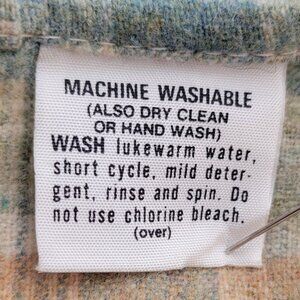 MACHINE WASHABLE
(ALSO DRY CLEAN
OR HAND WASH)
WASH lukewarm water,
short cycle, mild deter-
gent, rinse and spin. Do
not use chlorine bleach.
(over)